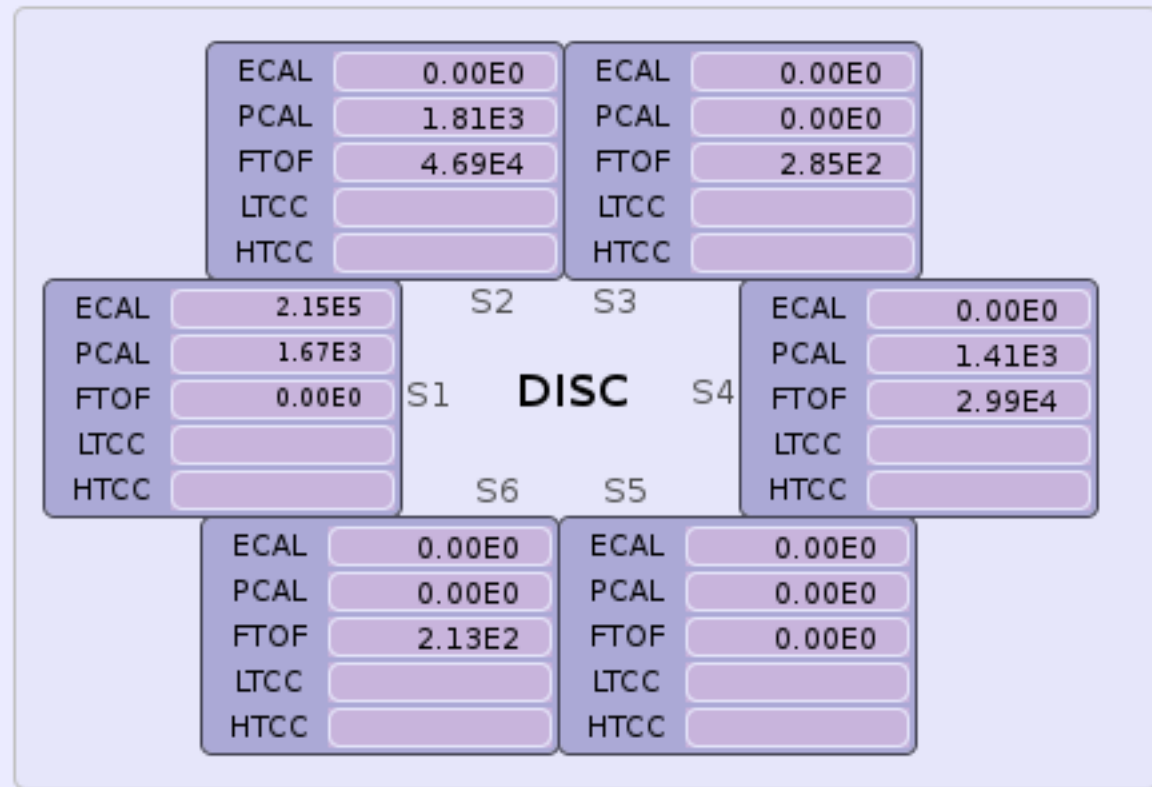 ECAL 0.00E0
PCAL 1.81E3
FTOF 4.69E4
LTCC
HTCC
ECAL 0.00E0
PCAL 0.00E0
FTOF 2.85E2
LTCC
HTCC
ECAL 2.15E5
PCAL 1.67E3
FTOF 0.00E0
LTCC
HTCC
S2 S3
S1 DISC S4
S6 S5
ECAL 0.00E0
PCAL 1.41E3
FTOF 2.99E4
LTCC
HTCC
ECAL 0.00E0
PCAL 0.00E0
FTOF 2.13E2
LTCC
HTCC
ECAL 0.00E0
PCAL 0.00E0
FTOF 0.00E0
LTCC
HTCC